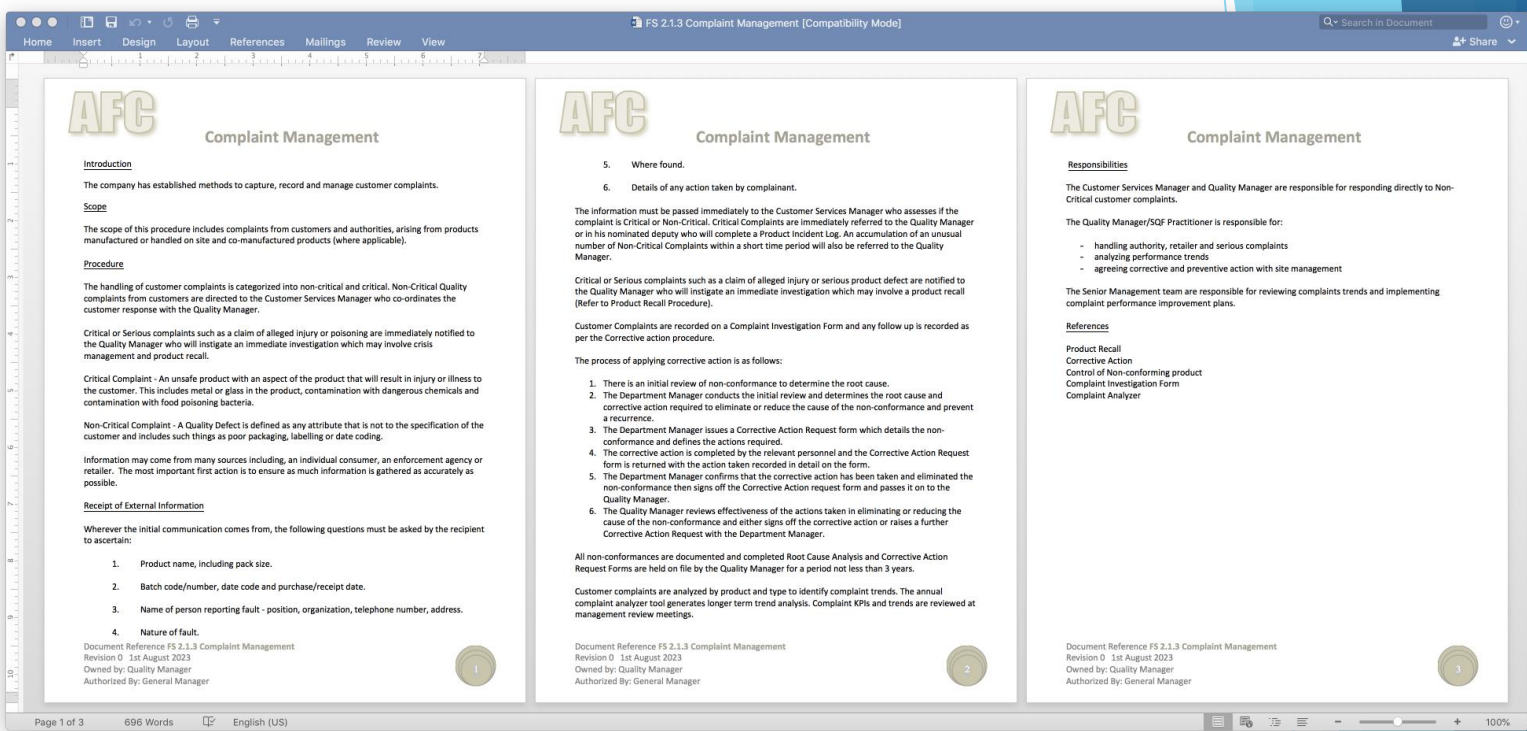 FS 2.1.3 Complaint Management [Compatibility Mode]
Search in Document
Home Insert Design Layout References Mailings Review View
Share
1 2 3 4 5 6 7
AFC
Complaint Management
Introduction
The company has established methods to capture, record and manage customer complaints.
Scope
The scope of this procedure includes complaints from customers and authorities, arising from products
manufactured or handled on site and co-manufactured products (where applicable).
Procedure
The handling of customer complaints is categorized into non-critical and critical. Non-Critical Quality
complaints from customers are directed to the Customer Services Manager who co-ordinates the
customer response with the Quality Manager.
Critical or Serious complaints such as a claim of alleged injury or poisoning are immediately notified to
the Quality Manager who will instigate an immediate investigation which may involve crisis
management and product recall.
Critical Complaint - An unsafe product with an aspect of the product that will result in injury or illness to
the customer. This includes metal or glass in the product, contamination with dangerous chemicals and
contamination with food poisoning bacteria.
Non-Critical Complaint - A Quality Defect is defined as any attribute that is not to the specification of the
customer and includes such things as poor packaging, labelling or date coding.
Information may come from many sources including, an individual consumer, an enforcement agency or
retailer. The most important first action is to ensure as much information is gathered as accurately as
possible.
Receipt of External Information
Wherever the initial communication comes from, the following questions must be asked by the recipient
to ascertain:
1. Product name, including pack size.
2. Batch code/number, date code and purchase/receipt date.
3. Name of person reporting fault - position, organization, telephone number, address.
4. Nature of fault.
Document Reference FS 2.1.3 Complaint Management
Revision 0 1st August 2023
Owned by: Quality Manager
Authorized By: General Manager
1
AFC
Complaint Management
5. Where found.
6. Details of any action taken by complainant.
The information must be passed immediately to the Customer Services Manager who assesses if the
complaint is Critical or Non-Critical. Critical Complaints are immediately referred to the Quality Manager
or in his nominated deputy who will complete a Product Incident Log. An accumulation of an unusual
number of Non-Critical Complaints within a short time period will also be referred to the Quality
Manager.
Critical or Serious complaints such as a claim of alleged injury or serious product defect are notified to
the Quality Manager who will instigate an immediate investigation which may involve a product recall
(Refer to Product Recall Procedure).
Customer Complaints are recorded on a Complaint Investigation Form and any follow up is recorded as
per the Corrective action procedure.
The process of applying corrective action is as follows:
1. There is an initial review of non-conformance to determine the root cause.
2. The Department Manager conducts the initial review and determines the root cause and
corrective action required to eliminate or reduce the cause of the non-conformance and prevent
a recurrence.
3. The Department Manager issues a Corrective Action Request form which details the non-
conformance and defines the actions required.
4. The corrective action is completed by the relevant personnel and the Corrective Action Request
form is returned with the action taken recorded in detail on the form.
5. The Department Manager confirms that the corrective action has been taken and eliminated the
non-conformance then signs off the Corrective Action request form and passes it on to the
Quality Manager.
6. The Quality Manager reviews effectiveness of the actions taken in eliminating or reducing the
cause of the non-conformance and either signs off the corrective action or raises a further
Corrective Action Request with the Department Manager.
All non-conformances are documented and completed Root Cause Analysis and Corrective Action
Request Forms are held on file by the Quality Manager for a period not less than 3 years.
Customer complaints are analyzed by product and type to identify complaint trends. The annual
complaint analyzer tool generates longer term trend analysis. Complaint KPIs and trends are reviewed at
management review meetings.
Document Reference FS 2.1.3 Complaint Management
Revision 0 1st August 2023
Owned by: Quality Manager
Authorized By: General Manager
2
AFC
Complaint Management
Responsibilities
The Customer Services Manager and Quality Manager are responsible for responding directly to Non-
Critical customer complaints.
The Quality Manager/SQF Practitioner is responsible for:
- handling authority, retailer and serious complaints
- analyzing performance trends
- agreeing corrective and preventive action with site management
The Senior Management team are responsible for reviewing complaints trends and implementing
complaint performance improvement plans.
References
Product Recall
Corrective Action
Control of Non-conforming product
Complaint Investigation Form
Complaint Analyzer
Document Reference FS 2.1.3 Complaint Management
Revision 0 1st August 2023
Owned by: Quality Manager
Authorized By: General Manager
3
Page 1 of 3 696 Words English (US) 100%